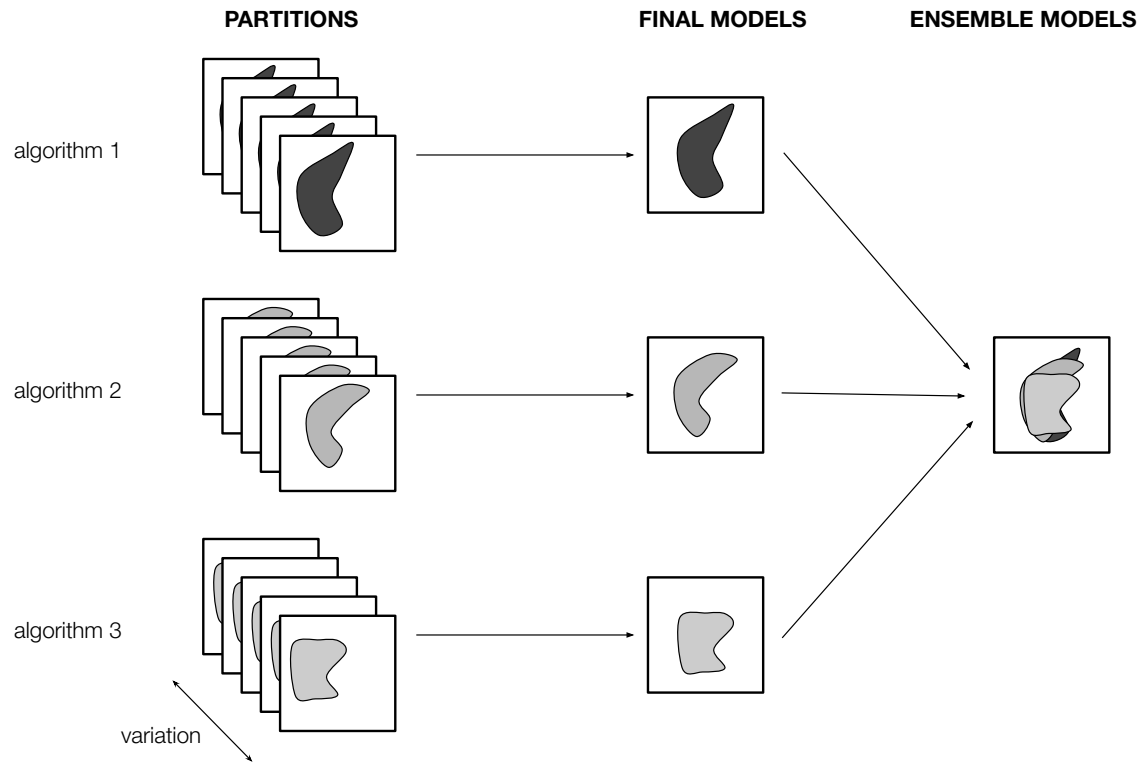 PARTITIONS
FINAL MODELS
ENSEMBLE MODELS
algorithm 1
algorithm 2
algorithm 3
variation